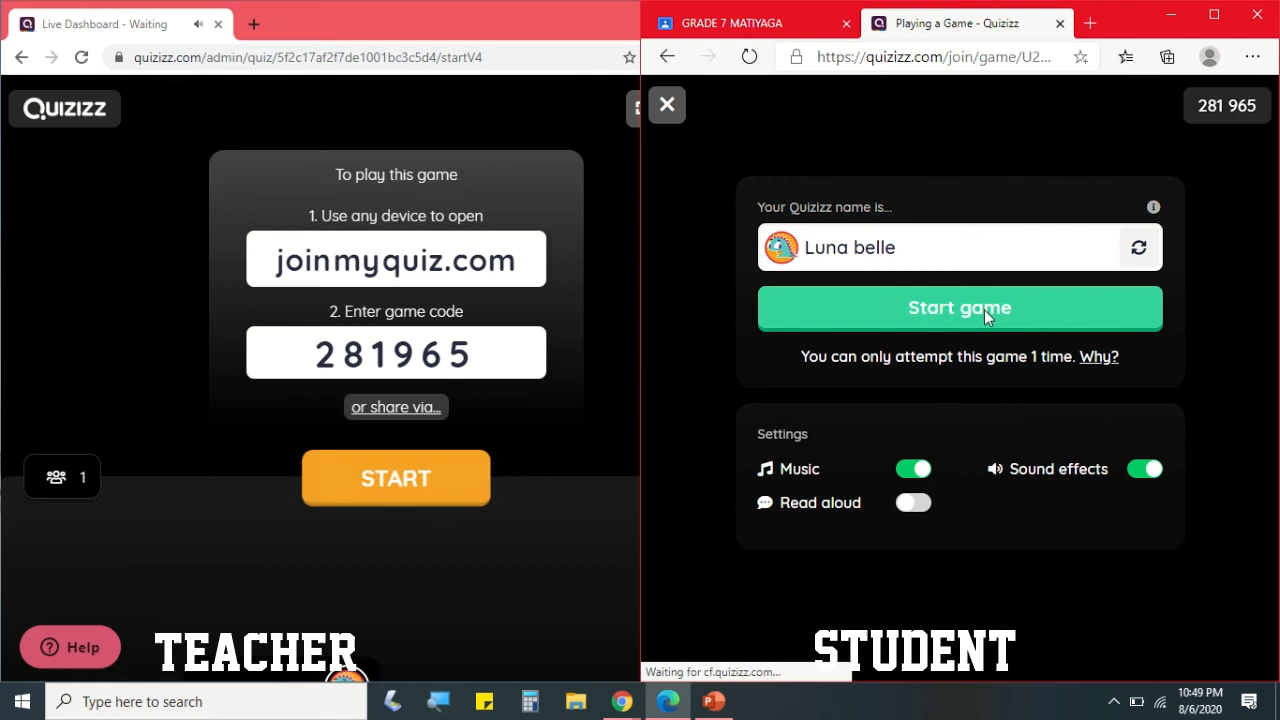 Live Dashboard - Waiting
quizizz.com/admin/quiz/5f2c17af2f7de1001bc3c5d4/startV4
QUIZIZZ
To play this game
1. Use any device to open
joinmyquiz.com
2. Enter game code
281965
or share via...
1
START
Help
TEACHER
GRADE 7 MATIYAGA
Playing a Game - Quizizz
https://quizizz.com/join/game/U2...
281 965
Your Quizizz name is...
Luna belle
Start game
You can only attempt this game 1 time. Why?
Settings
Music
Sound effects
Read aloud
STUDENT
Waiting for cf.quizizz.com...
Type here to search
10:49 PM
8/6/2020